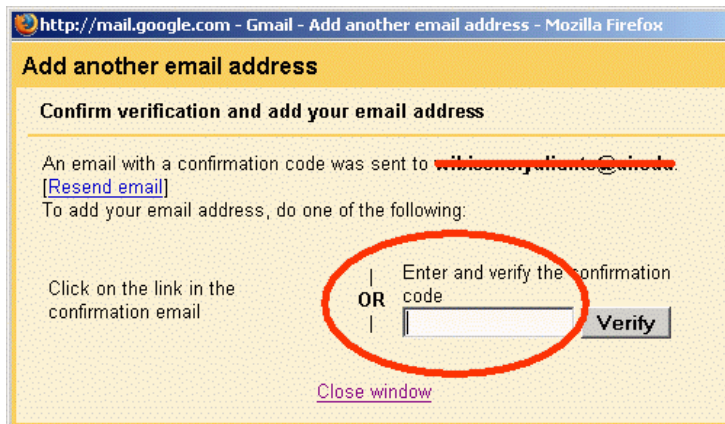 http://mail.google.com - Gmail - Add another email address - Mozilla Firefox
Add another email address
Confirm verification and add your email address
An email with a confirmation code was sent to
[Resend email]
To add your email address, do one of the following:
Click on the link in the
confirmation email
|
OR
|
Enter and verify the confirmation
code
Verify
Close window